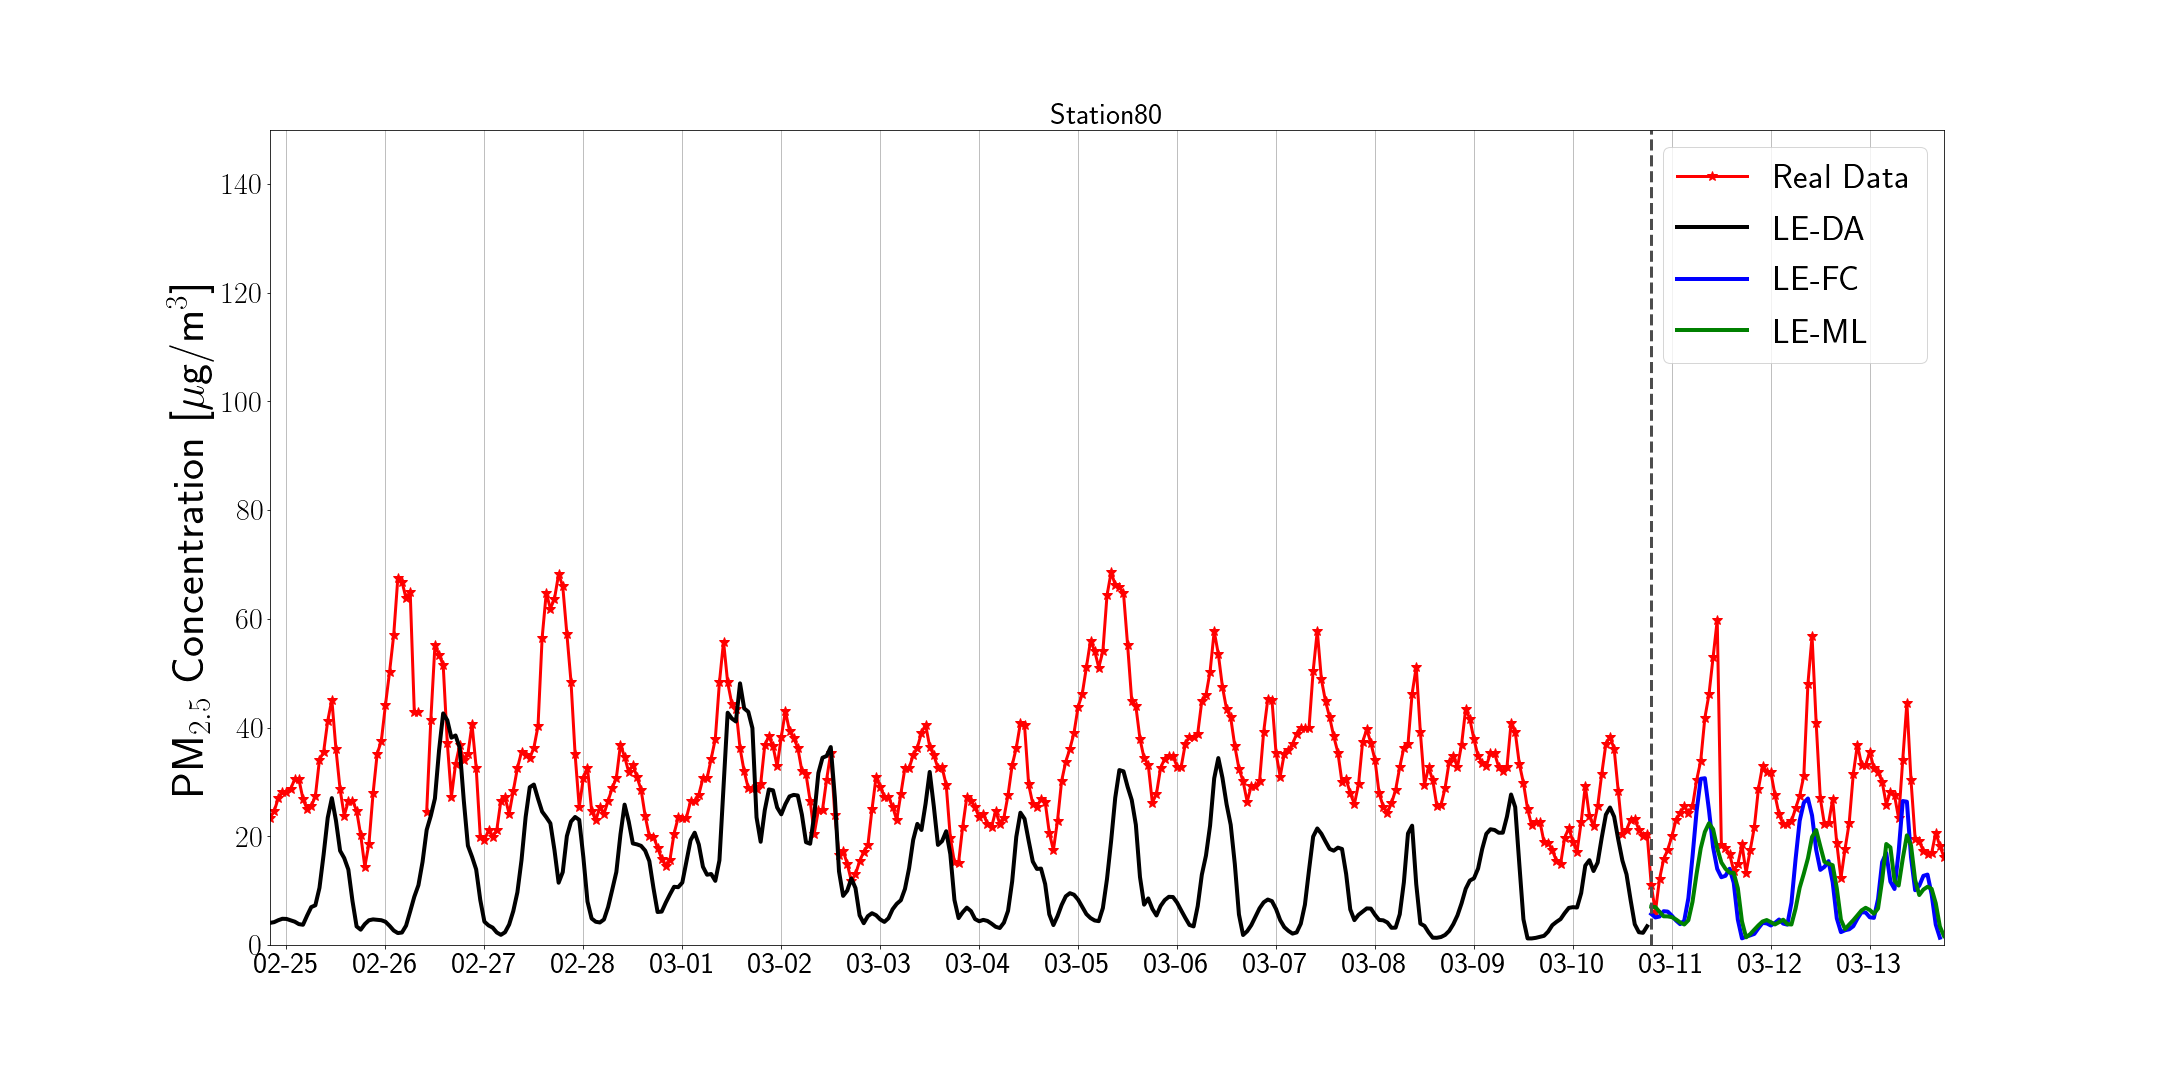 Station80
PM2.5 Concentration [μg/m³]
140
120
100
80
60
40
20
0
Real Data
LE-DA
LE-FC
LE-ML
02-25 02-26 02-27 02-28 03-01 03-02 03-03 03-04 03-05 03-06 03-07 03-08 03-09 03-10 03-11 03-12 03-13